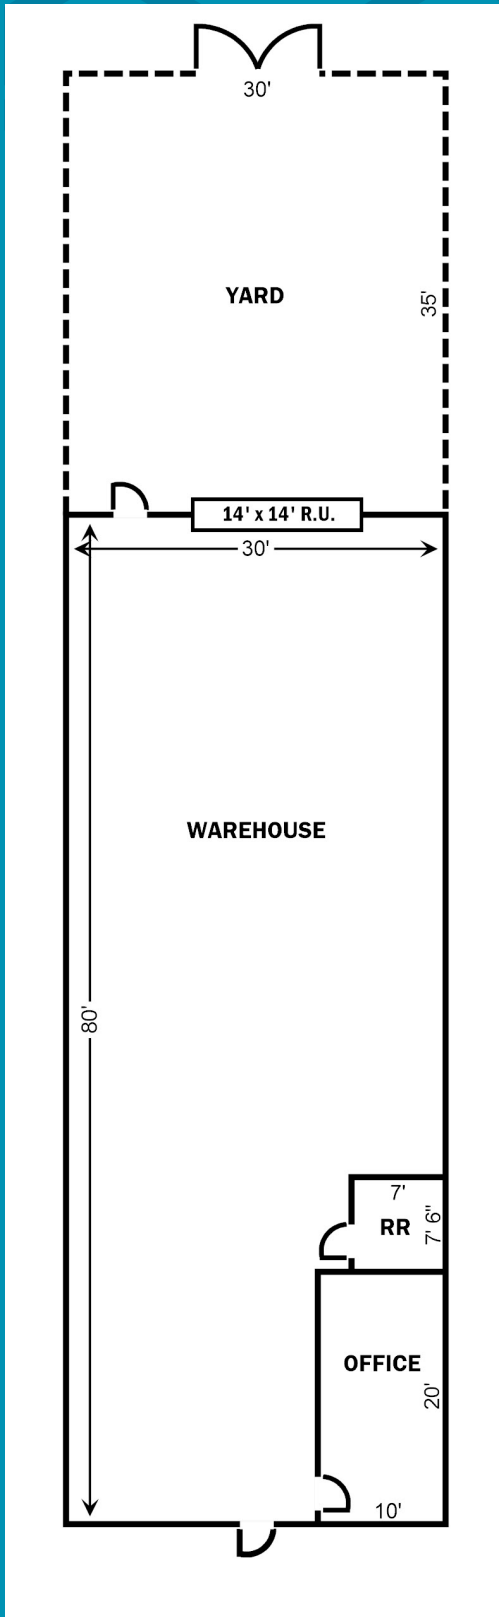 30'
YARD
35'
14' x 14' R.U.
30'
WAREHOUSE
80'
7'
RR
7' 6"
OFFICE
20'
10'